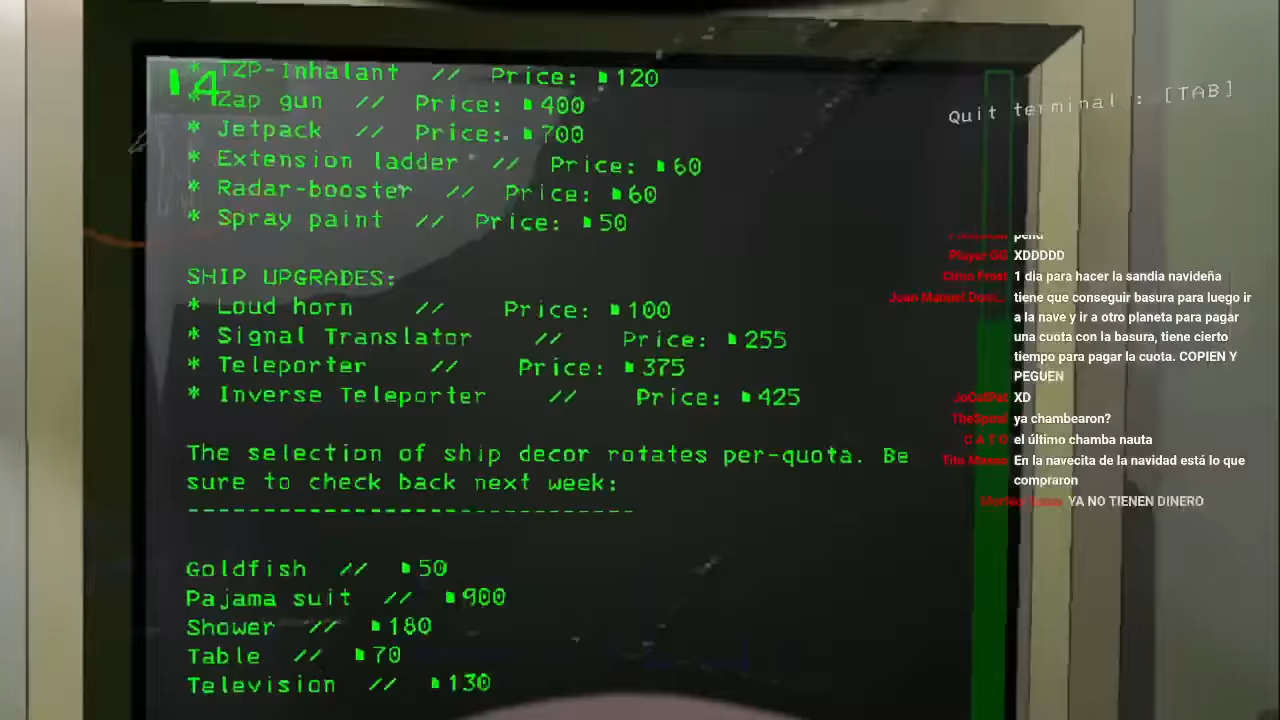 14
* TZP-Inhalant // Price: ▮120
* Zap gun // Price: ▮400
* Jetpack // Price: ▮700
* Extension ladder // Price: ▮60
* Radar-booster // Price: ▮60
* Spray paint // Price: ▮50
SHIP UPGRADES:
* Loud horn // Price: ▮100
* Signal Translator // Price: ▮255
* Teleporter // Price: ▮375
* Inverse Teleporter // Price: ▮425
The selection of ship decor rotates per-quota. Be
sure to check back next week:
------------------------------
Goldfish // ▮50
Pajama suit // ▮900
Shower // ▮180
Table // ▮70
Television // ▮130
Quit terminal : [TAB]
pena
Player GG XDDDDD
1 dia para hacer la sandia navideña
Juan Manuel tiene que conseguir basura para luego ir
a la nave y ir a otro planeta para pagar
una cuota con la basura, tiene cierto
tiempo para pagar la cuota. COPIEN Y
PEGUEN
XD
ya chambearon?
C A T O el último chamba nauta
En la navecita de la navidad está lo que
compraron
YA NO TIENEN DINERO